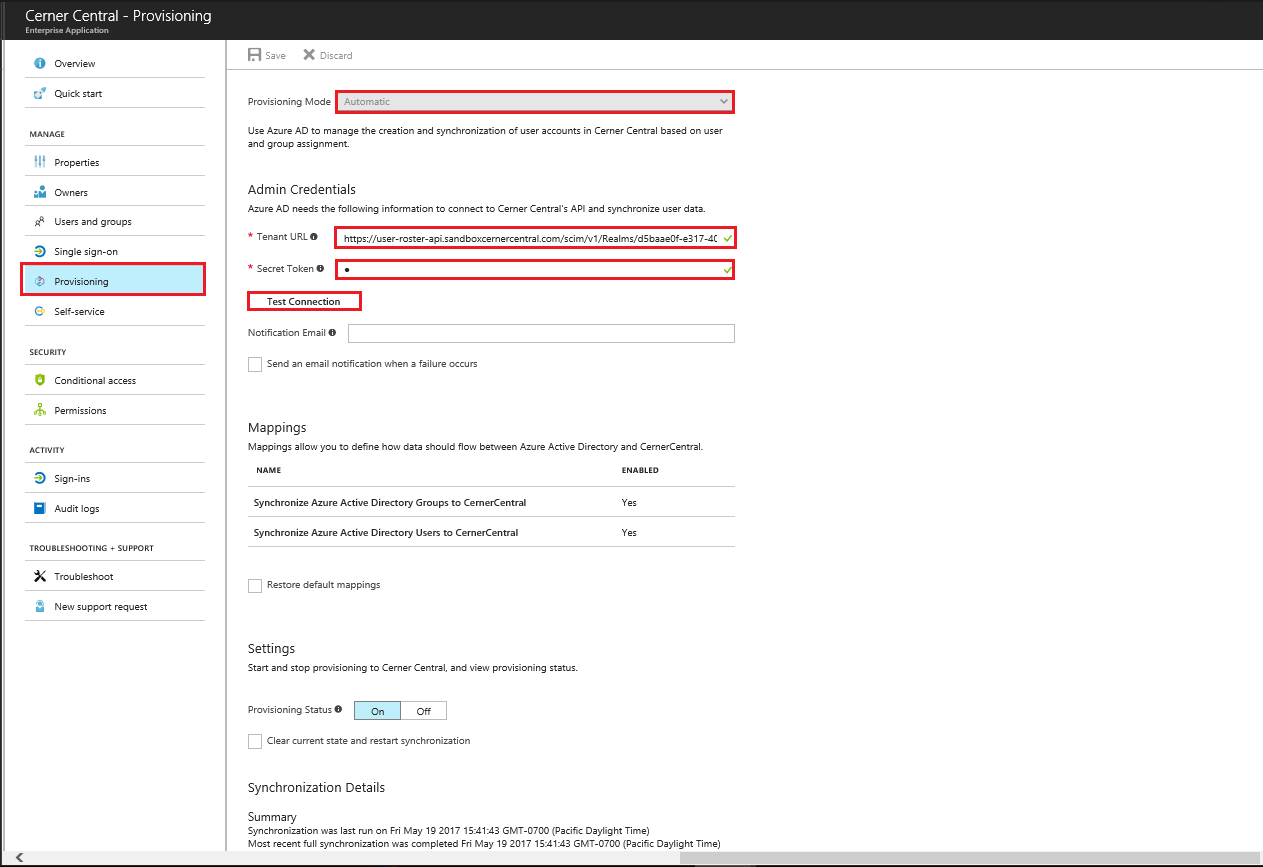 Cerner Central - Provisioning
Enterprise Application
Overview
Quick start
MANAGE
Properties
Owners
Users and groups
Single sign-on
Provisioning
Self-service
SECURITY
Conditional access
Permissions
ACTIVITY
Sign-ins
Audit logs
TROUBLESHOOTING + SUPPORT
Troubleshoot
New support request
Save Discard
Provisioning Mode Automatic
Use Azure AD to manage the creation and synchronization of user accounts in Cerner Central based on user
and group assignment.
Admin Credentials
Azure AD needs the following information to connect to Cerner Central's API and synchronize user data.
* Tenant URL https://user-roster-api.sandboxcernercentral.com/scim/v1/Realms/d5baae0f-e317-40
* Secret Token ●
Test Connection
Notification Email
Send an email notification when a failure occurs
Mappings
Mappings allow you to define how data should flow between Azure Active Directory and CernerCentral.
NAME ENABLED
Synchronize Azure Active Directory Groups to CernerCentral Yes
Synchronize Azure Active Directory Users to CernerCentral Yes
Restore default mappings
Settings
Start and stop provisioning to Cerner Central, and view provisioning status.
Provisioning Status On Off
Clear current state and restart synchronization
Synchronization Details
Summary
Synchronization was last run on Fri May 19 2017 15:41:43 GMT-0700 (Pacific Daylight Time)
Most recent full synchronization was completed Fri May 19 2017 15:41:43 GMT-0700 (Pacific Daylight Time)